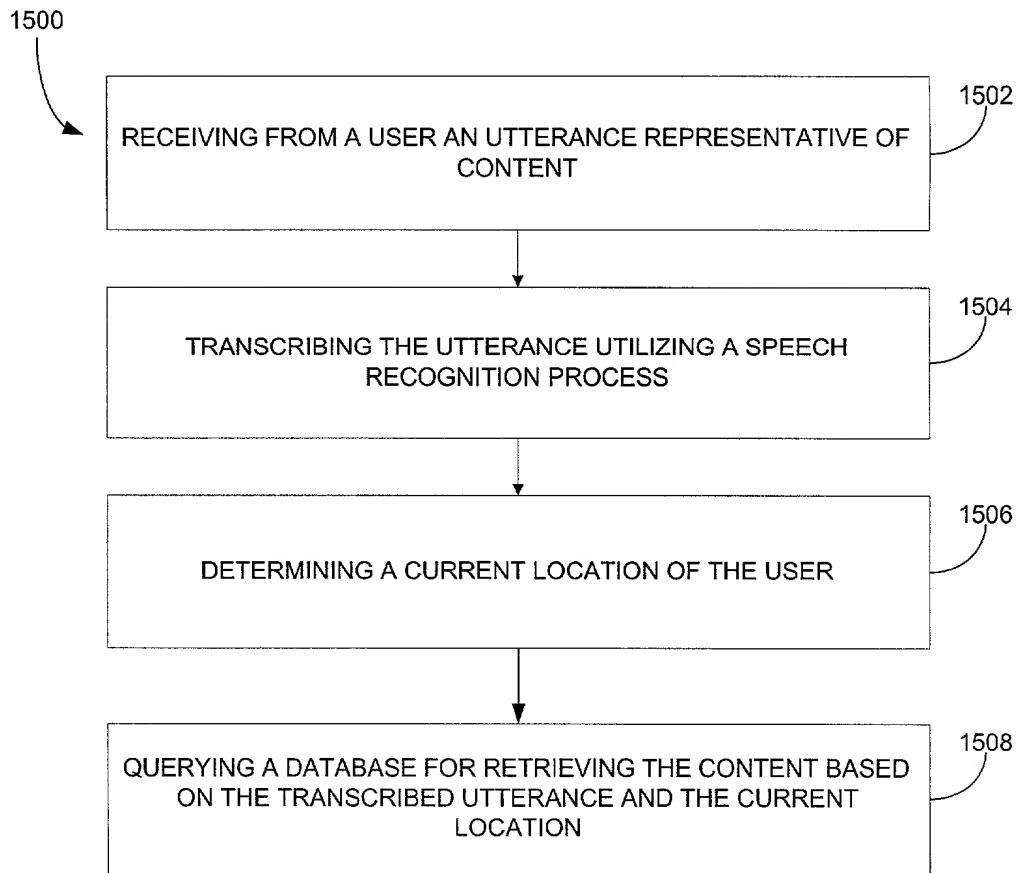 1500
1502
RECEIVING FROM A USER AN UTTERANCE REPRESENTATIVE OF
CONTENT
1504
TRANSCRIBING THE UTTERANCE UTILIZING A SPEECH
RECOGNITION PROCESS
1506
DETERMINING A CURRENT LOCATION OF THE USER
1508
QUERYING A DATABASE FOR RETRIEVING THE CONTENT BASED
ON THE TRANSCRIBED UTTERANCE AND THE CURRENT
LOCATION